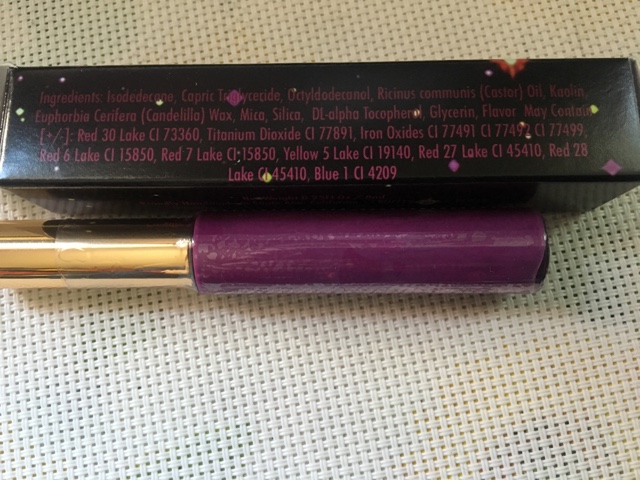 Ingredients: Isododecane, Capric Triglyceride, Octyldodecanol, Ricinus communis (Castor) Oil, Kaolin,
Euphorbia Cerifera (Candelilla) Wax, Mica, Silica, DL-alpha Tocopherol, Glycerin, Flavor May Contain
[+/-]: Red 30 Lake CI 73360, Titanium Dioxide CI 77891, Iron Oxides CI 77491 CI 77492 CI 77499,
Red 6 Lake CI 15850, Red 7 Lake CI 15850, Yellow 5 Lake CI 19140, Red 27 Lake CI 45410, Red 28
Lake CI 45410, Blue 1 CI 4209